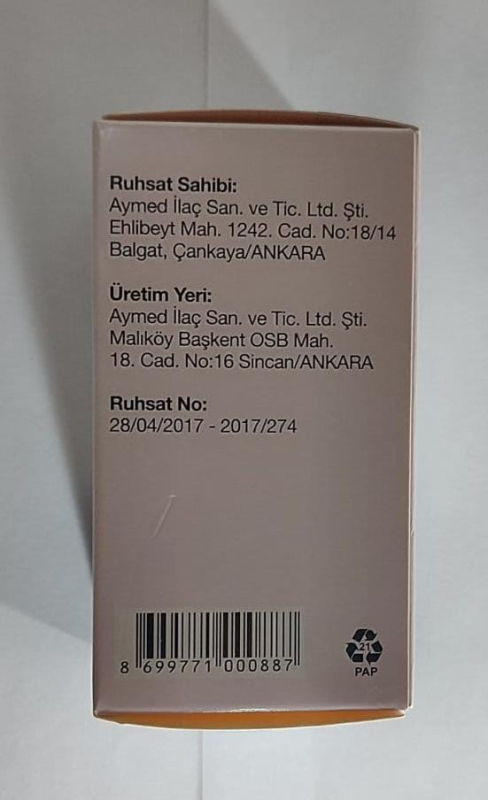 Ruhsat Sahibi:
Aymed İlaç San. ve Tic. Ltd. Şti.
Ehlibeyt Mah. 1242. Cad. No:18/14
Balgat, Çankaya/ANKARA
Üretim Yeri:
Aymed İlaç San. ve Tic. Ltd. Şti.
Malıköy Başkent OSB Mah.
18. Cad. No:16 Sincan/ANKARA
Ruhsat No:
28/04/2017 - 2017/274
8 699771 000887
21
PAP